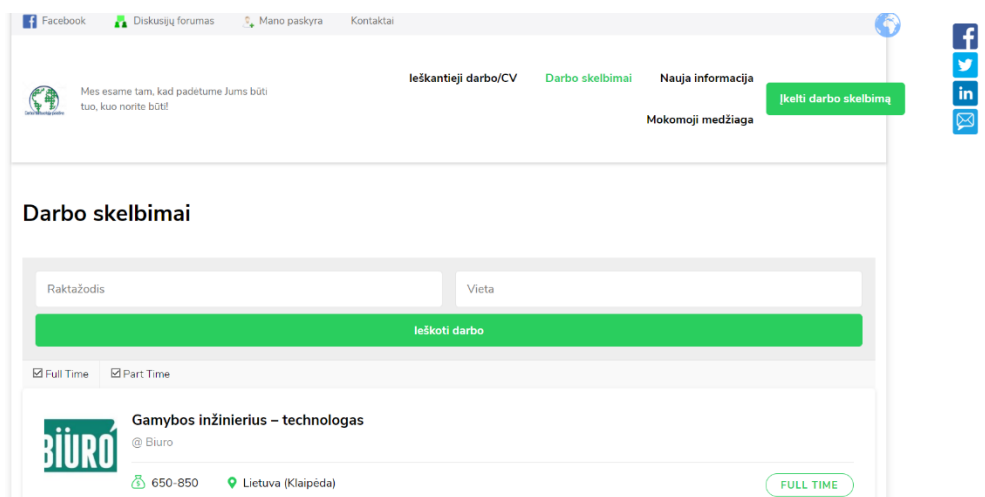 Facebook Diskusijų forumas Mano paskyra Kontaktai
Mes esame tam, kad padėtume Jums būti
tuo, kuo norite būti!
Ieškantieji darbo/CV Darbo skelbimai Nauja informacija
Mokomoji medžiaga
Įkelti darbo skelbimą
Darbo skelbimai
Raktažodis Vieta
Ieškoti darbo
Full Time Part Time
BIÜRÓ
Gamybos inžinierius – technologas
@ Biuro
650-850 Lietuva (Klaipėda)
FULL TIME